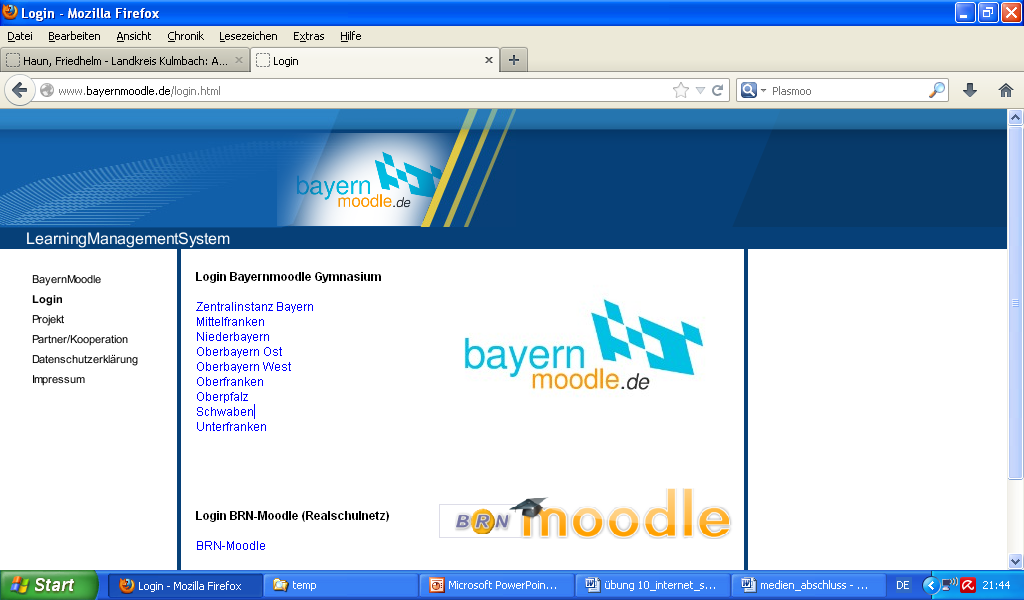 Login - Mozilla Firefox
Datei Bearbeiten Ansicht Chronik Lesezeichen Extras Hilfe
Haun, Friedhelm - Landkreis Kulmbach: A... Login
www.bayernmoodle.de/login.html Plasmoo
bayern
moodle.de
LearningManagementSystem
BayernMoodle
Login
Projekt
Partner/Kooperation
Datenschutzerklärung
Impressum
Login Bayernmoodle Gymnasium
Zentralinstanz Bayern
Mittelfranken
Niederbayern
Oberbayern Ost
Oberbayern West
Oberfranken
Oberpfalz
Schwaben
Unterfranken
bayern
moodle.de
Login BRN-Moodle (Realschulnetz)
BRN-Moodle
BRN moodle
Start Login - Mozilla Firefox temp Microsoft PowerPoin... übung 10_internet_s... medien_abschluss - ... DE 21:44